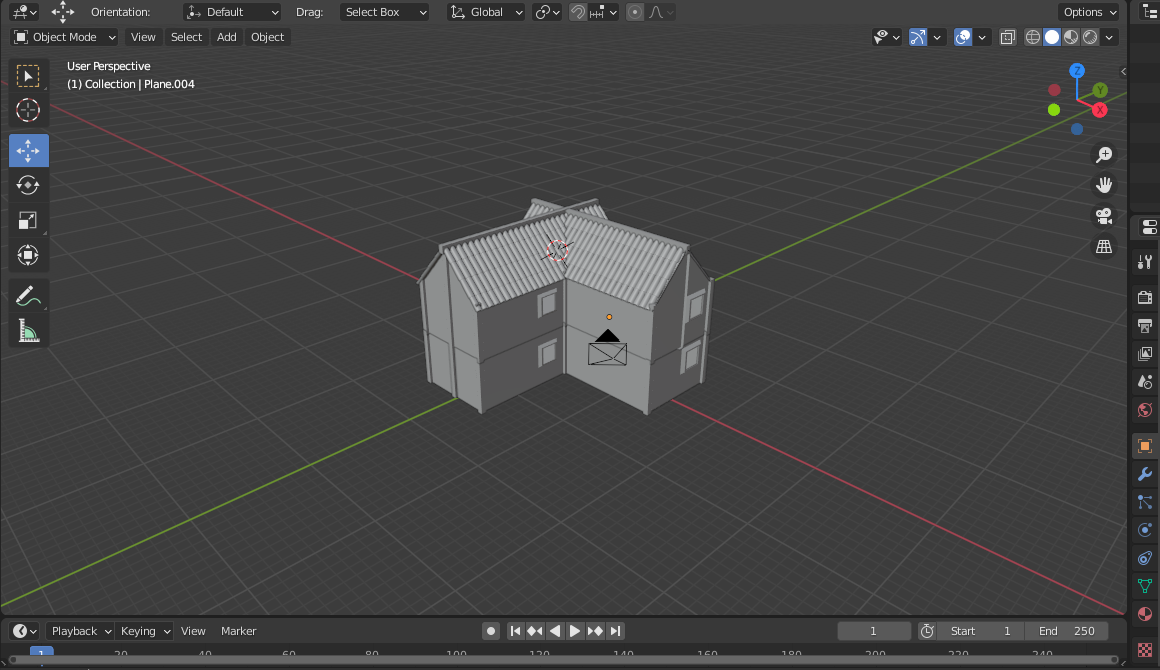 Orientation: Default Drag: Select Box Global Options
Object Mode View Select Add Object
User Perspective
(1) Collection | Plane.004
Z
Y
X
Playback Keying View Marker 1 Start 1 End 250
1 20 40 60 80 100 120 140 160 180 200 220 240